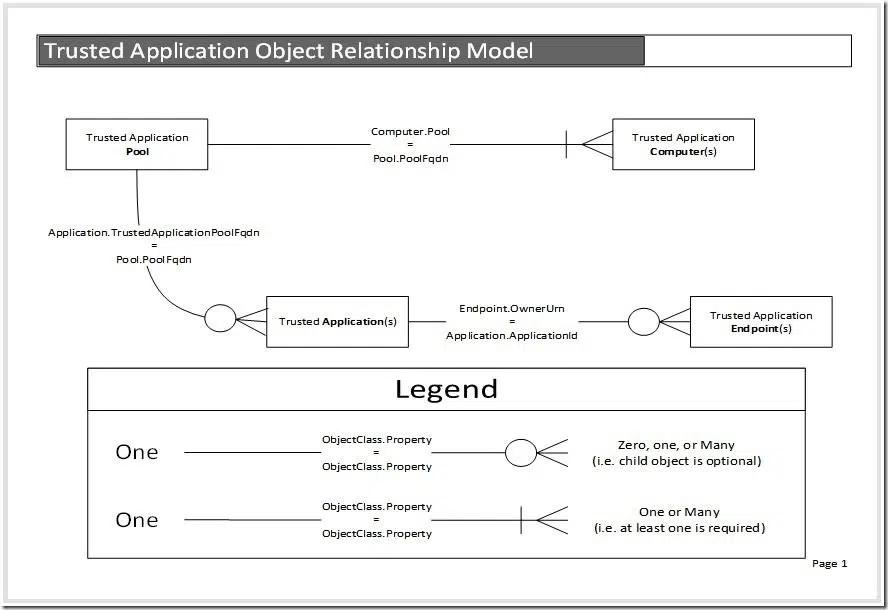 Trusted Application Object Relationship Model
Trusted Application
Pool
Computer.Pool
=
Pool.PoolFqdn
Trusted Application
Computer(s)
Application.TrustedApplicationPoolFqdn
=
Pool.PoolFqdn
Trusted Application(s)
Endpoint.OwnerUrn
=
Application.ApplicationId
Trusted Application
Endpoint(s)
Legend
One
ObjectClass.Property
=
ObjectClass.Property
Zero, one, or Many
(i.e. child object is optional)
One
ObjectClass.Property
=
ObjectClass.Property
One or Many
(i.e. at least one is required)
Page 1